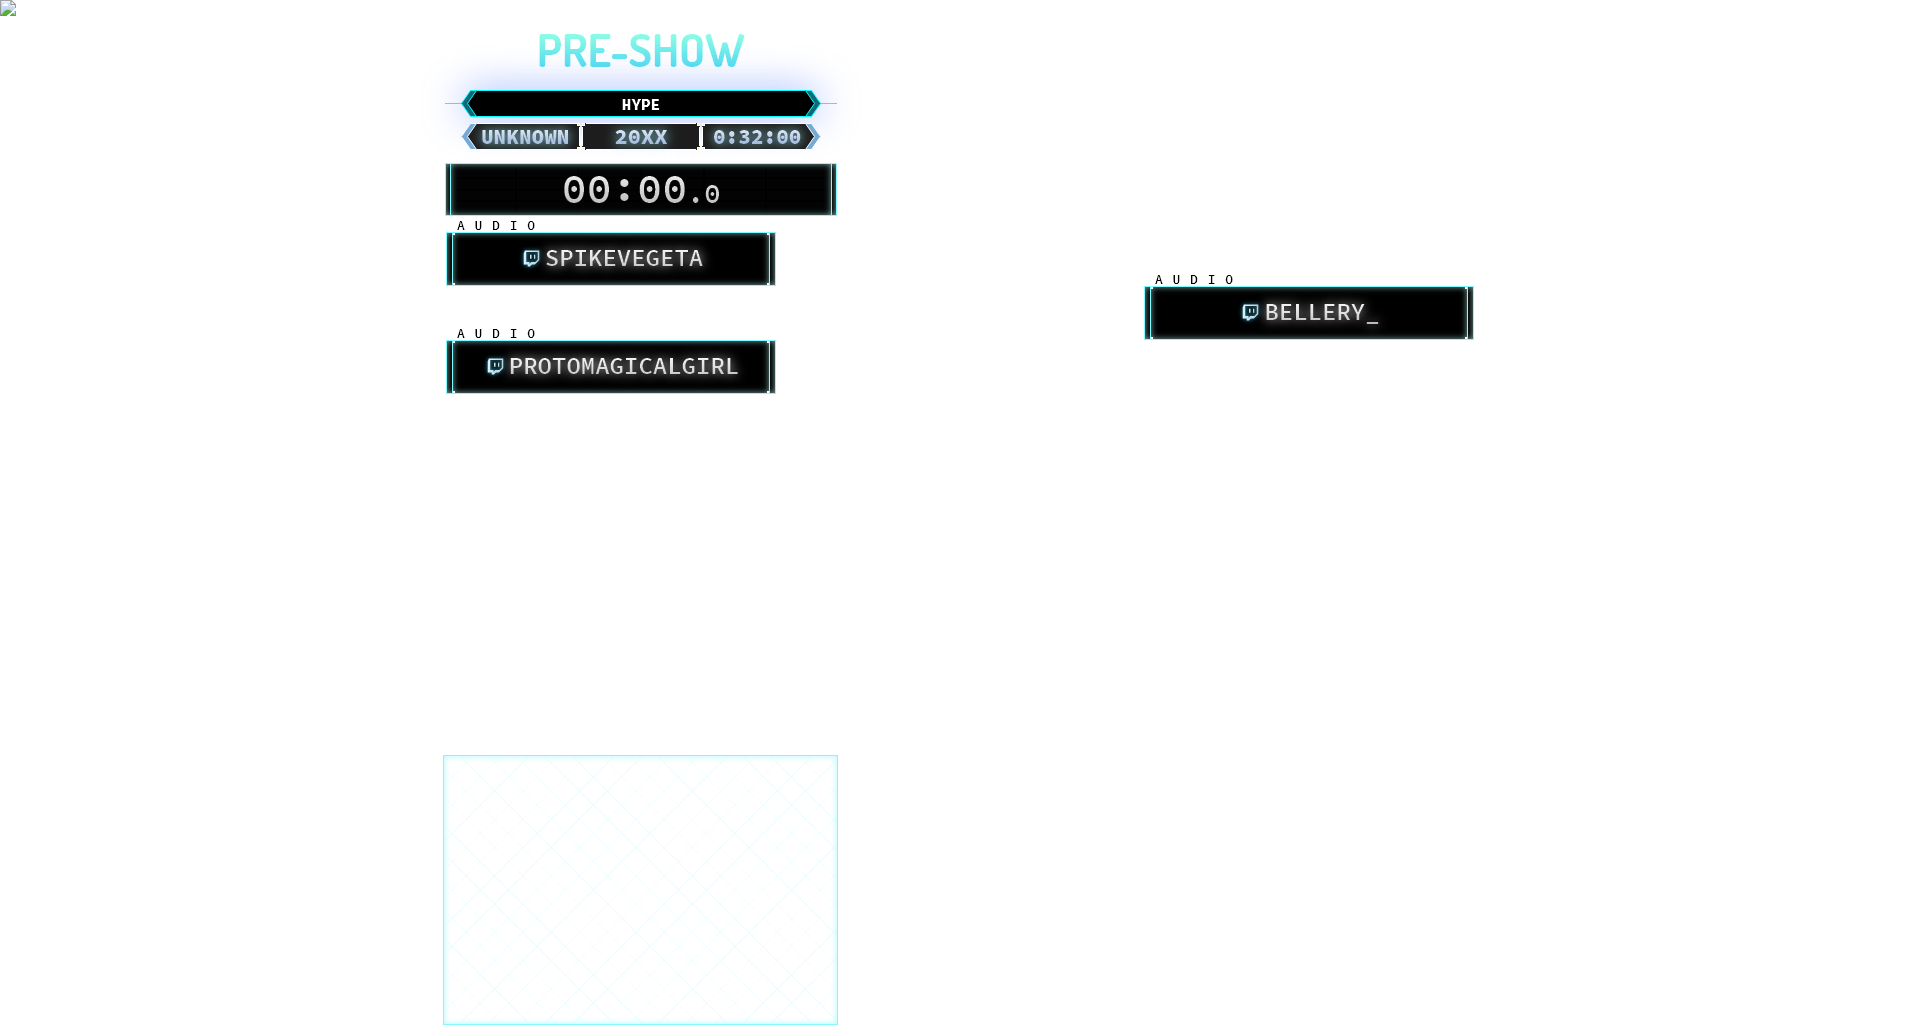 PRE-SHOW
HYPE
UNKNOWN 20XX 0:32:00
00:00.0
AUDIO
SPIKEVEGETA
AUDIO
BELLERY_
AUDIO
PROTOMAGICALGIRL